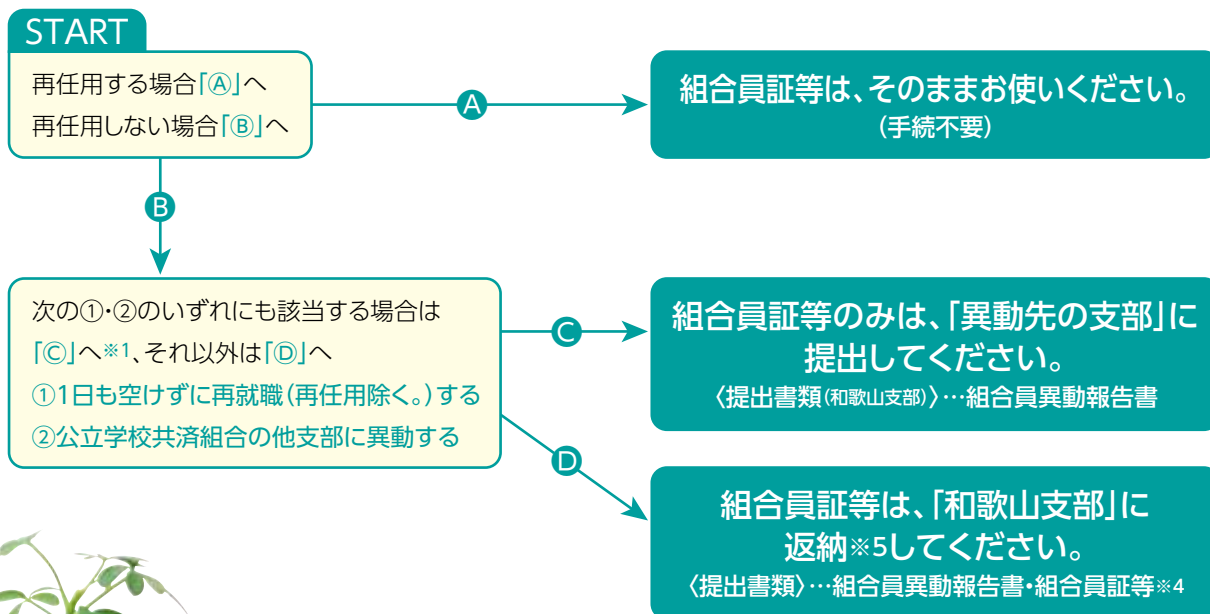 START
再任用する場合「Ⓐ」へ
再任用しない場合「Ⓑ」へ
A
組合員証等は、そのままお使いください。
(手続不要)
B
次の①・②のいずれにも該当する場合は
「Ⓒ」へ※1、それ以外は「Ⓓ」へ
①1日も空けずに再就職(再任用除く。)する
②公立学校共済組合の他支部に異動する
C
組合員証等のみは、「異動先の支部」に
提出してください。
〈提出書類(和歌山支部)〉…組合員異動報告書
D
組合員証等は、「和歌山支部」に
返納※5してください。
〈提出書類〉…組合員異動報告書・組合員証等※4